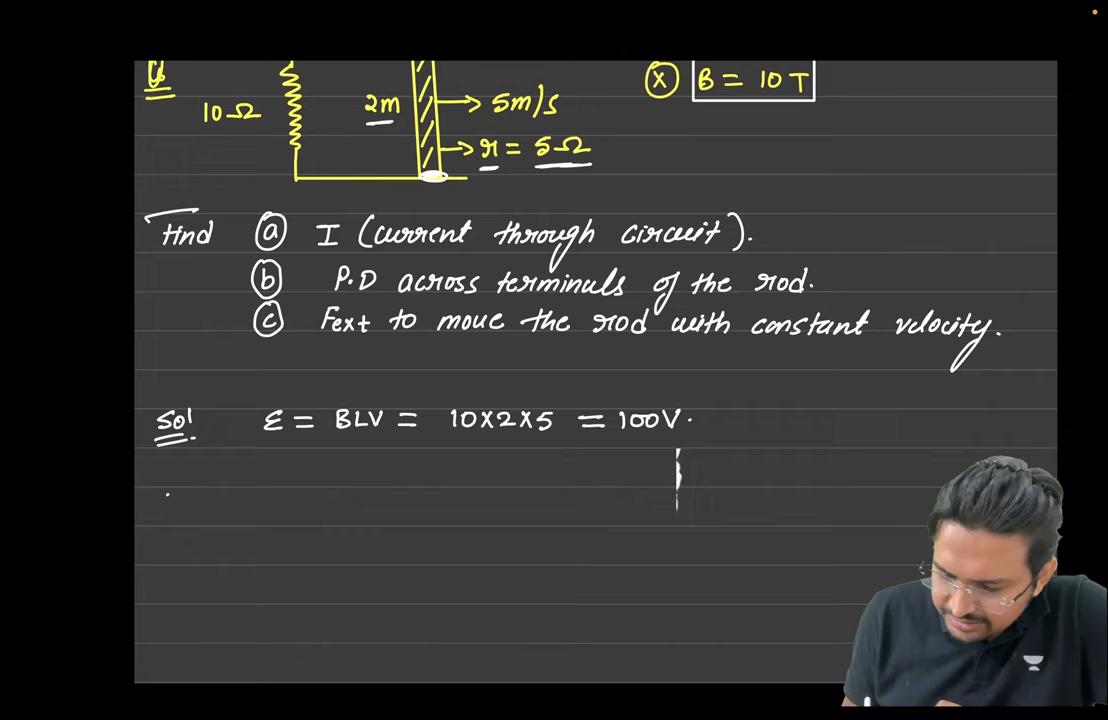 Q
10Ω
2m
5m/s
r = 5Ω
ⓧ B = 10T
Find ⓐ I (current through circuit).
ⓑ P.D across terminals of the rod.
ⓒ Fext to move the rod with constant velocity.
Sol ε = BLV = 10×2×5 = 100V.